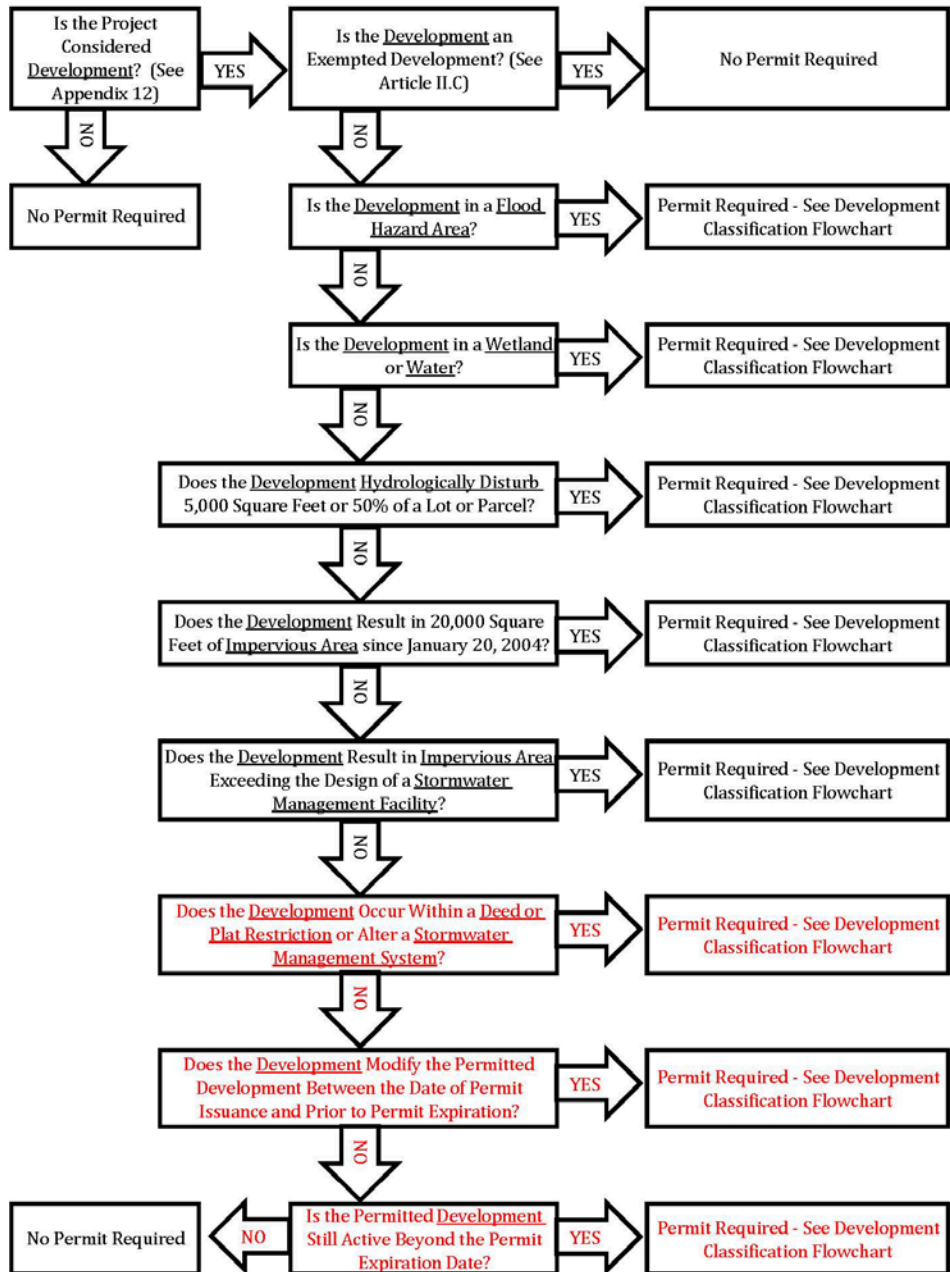 Is the Project
Considered
Development? (See
Appendix 12)
YES
Is the Development an
Exempted Development? (See
Article II.C)
YES
No Permit Required
NO
NO
No Permit Required
Is the Development in a Flood
Hazard Area?
YES
Permit Required - See Development
Classification Flowchart
NO
Is the Development in a Wetland
or Water?
YES
Permit Required - See Development
Classification Flowchart
NO
Does the Development Hydrologically Disturb
5,000 Square Feet or 50% of a Lot or Parcel?
YES
Permit Required - See Development
Classification Flowchart
NO
Does the Development Result in 20,000 Square
Feet of Impervious Area since January 20, 2004?
YES
Permit Required - See Development
Classification Flowchart
NO
Does the Development Result in Impervious Area
Exceeding the Design of a Stormwater
Management Facility?
YES
Permit Required - See Development
Classification Flowchart
NO
Does the Development Occur Within a Deed or
Plat Restriction or Alter a Stormwater
Management System?
YES
Permit Required - See Development
Classification Flowchart
NO
Does the Development Modify the Permitted
Development Between the Date of Permit
Issuance and Prior to Permit Expiration?
YES
Permit Required - See Development
Classification Flowchart
NO
No Permit Required
NO
Is the Permitted Development
Still Active Beyond the Permit
Expiration Date?
YES
Permit Required - See Development
Classification Flowchart